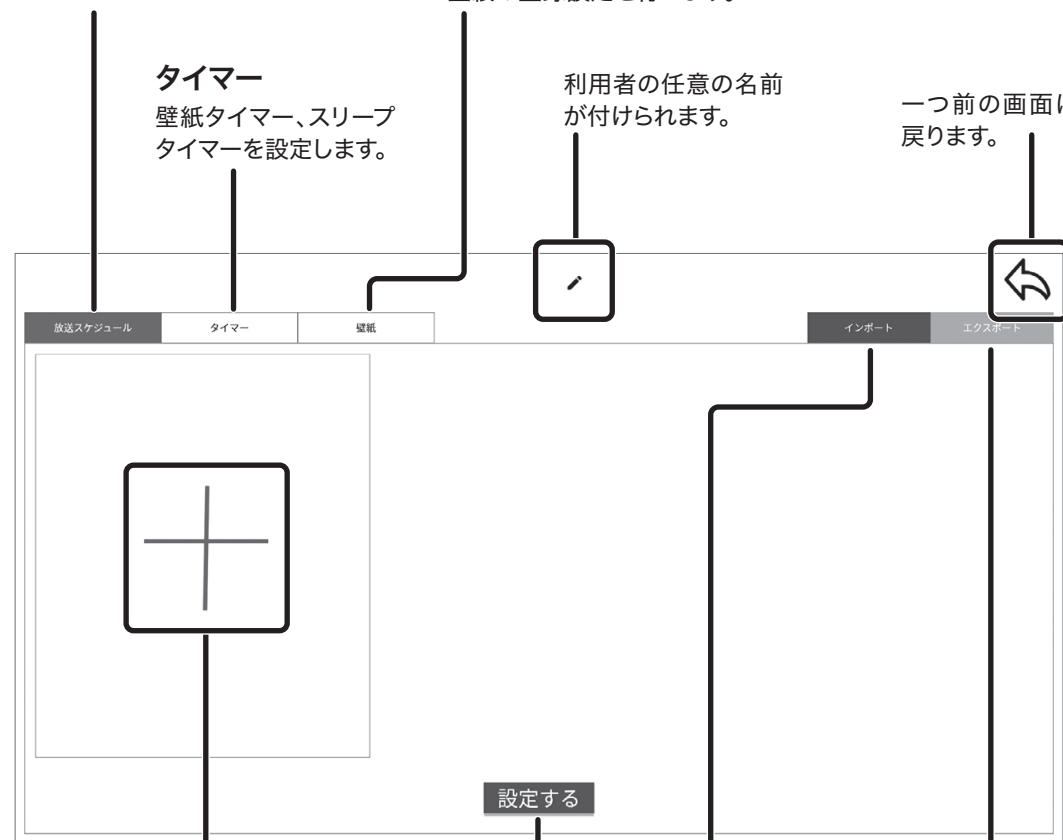 タイマー
壁紙タイマー、スリープ
タイマーを設定します。
利用者の任意の名前
が付けられます。
一つ前の画面に
戻ります。
放送スケジュール
タイマー
壁紙
インポート
エクスポート
設定する